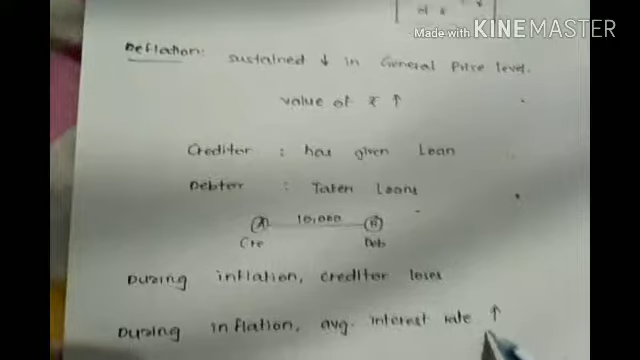 Made with KINEMASTER
Deflation: sustained ↓ in General Price level.
value of ₹ ↑
Creditor : has given Loan
Debtor : Taken Loans
A 10,000 B
Cre Deb
During inflation, creditor loses
During inflation, avg. interest rate ↑